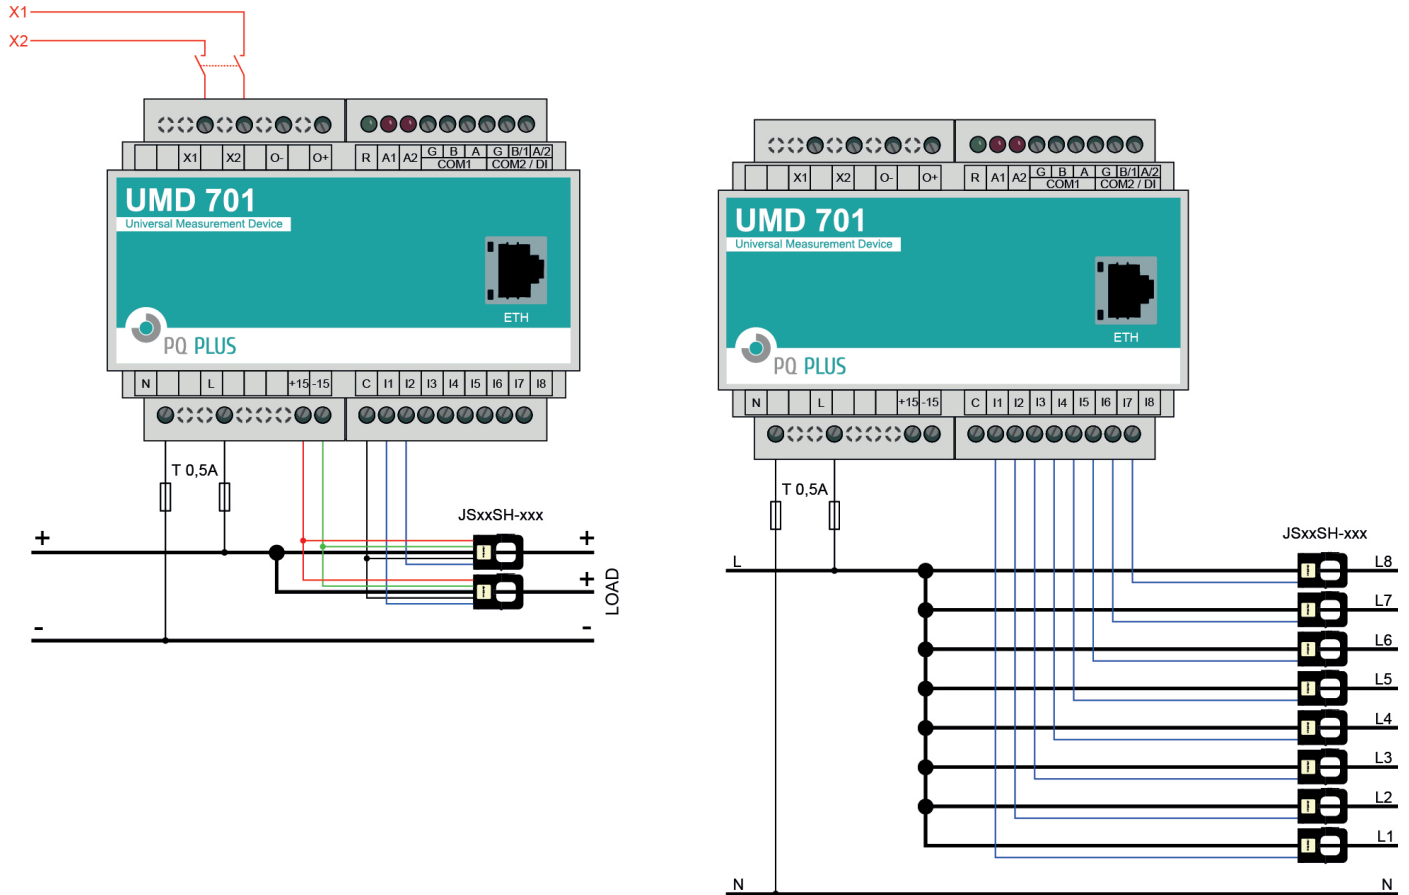 X1
X2
X1 X2 O- O+ R A1 A2 G B A G B/1 A/2
COM1 COM2 / DI
UMD 701
Universal Measurement Device
ETH
PQ PLUS
N L +15 -15 C I1 I2 I3 I4 I5 I6 I7 I8
T 0,5A
JSxxSH-xxx
+ +
+
LOAD
- -
X1 X2 O- O+ R A1 A2 G B A G B/1 A/2
COM1 COM2 / DI
UMD 701
Universal Measurement Device
ETH
PQ PLUS
N L +15 -15 C I1 I2 I3 I4 I5 I6 I7 I8
T 0,5A
JSxxSH-xxx
L L8
L7
L6
L5
L4
L3
L2
L1
N N